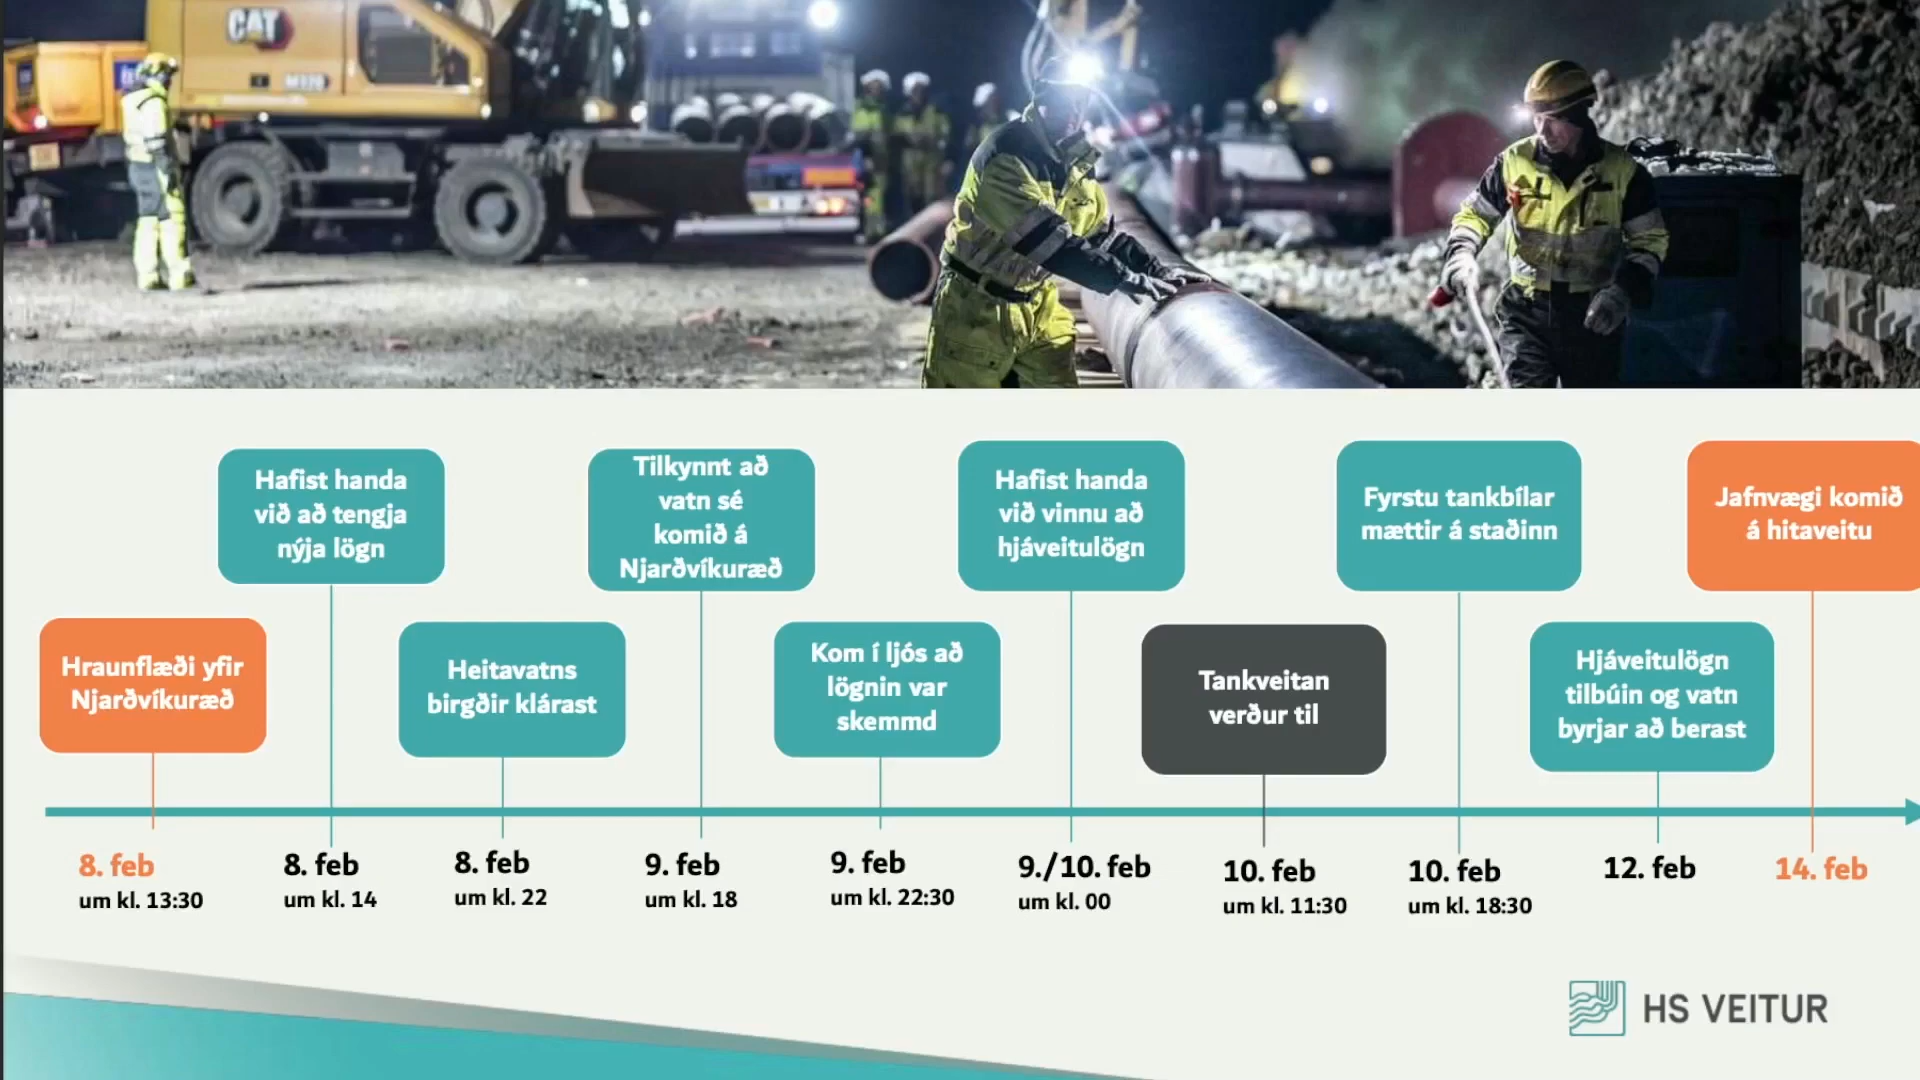 CAT
M320
Hafist handa
við að tengja
nýja lögn
Tilkynnt að
vatn sé
komið á
Njarðvíkuræð
Hafist handa
við vinnu að
hjáveitulögn
Fyrstu tankbílar
mættir á staðinn
Jafnvægi komið
á hitaveitu
Hraunflæði yfir
Njarðvíkuræð
Heitavatns
birgðir klárast
Kom í ljós að
lögnin var
skemmd
Tankveitan
verður til
Hjáveitulögn
tilbúin og vatn
byrjar að berast
8. feb
um kl. 13:30
8. feb
um kl. 14
8. feb
um kl. 22
9. feb
um kl. 18
9. feb
um kl. 22:30
9./10. feb
um kl. 00
10. feb
um kl. 11:30
10. feb
um kl. 18:30
12. feb
14. feb
HS VEITUR